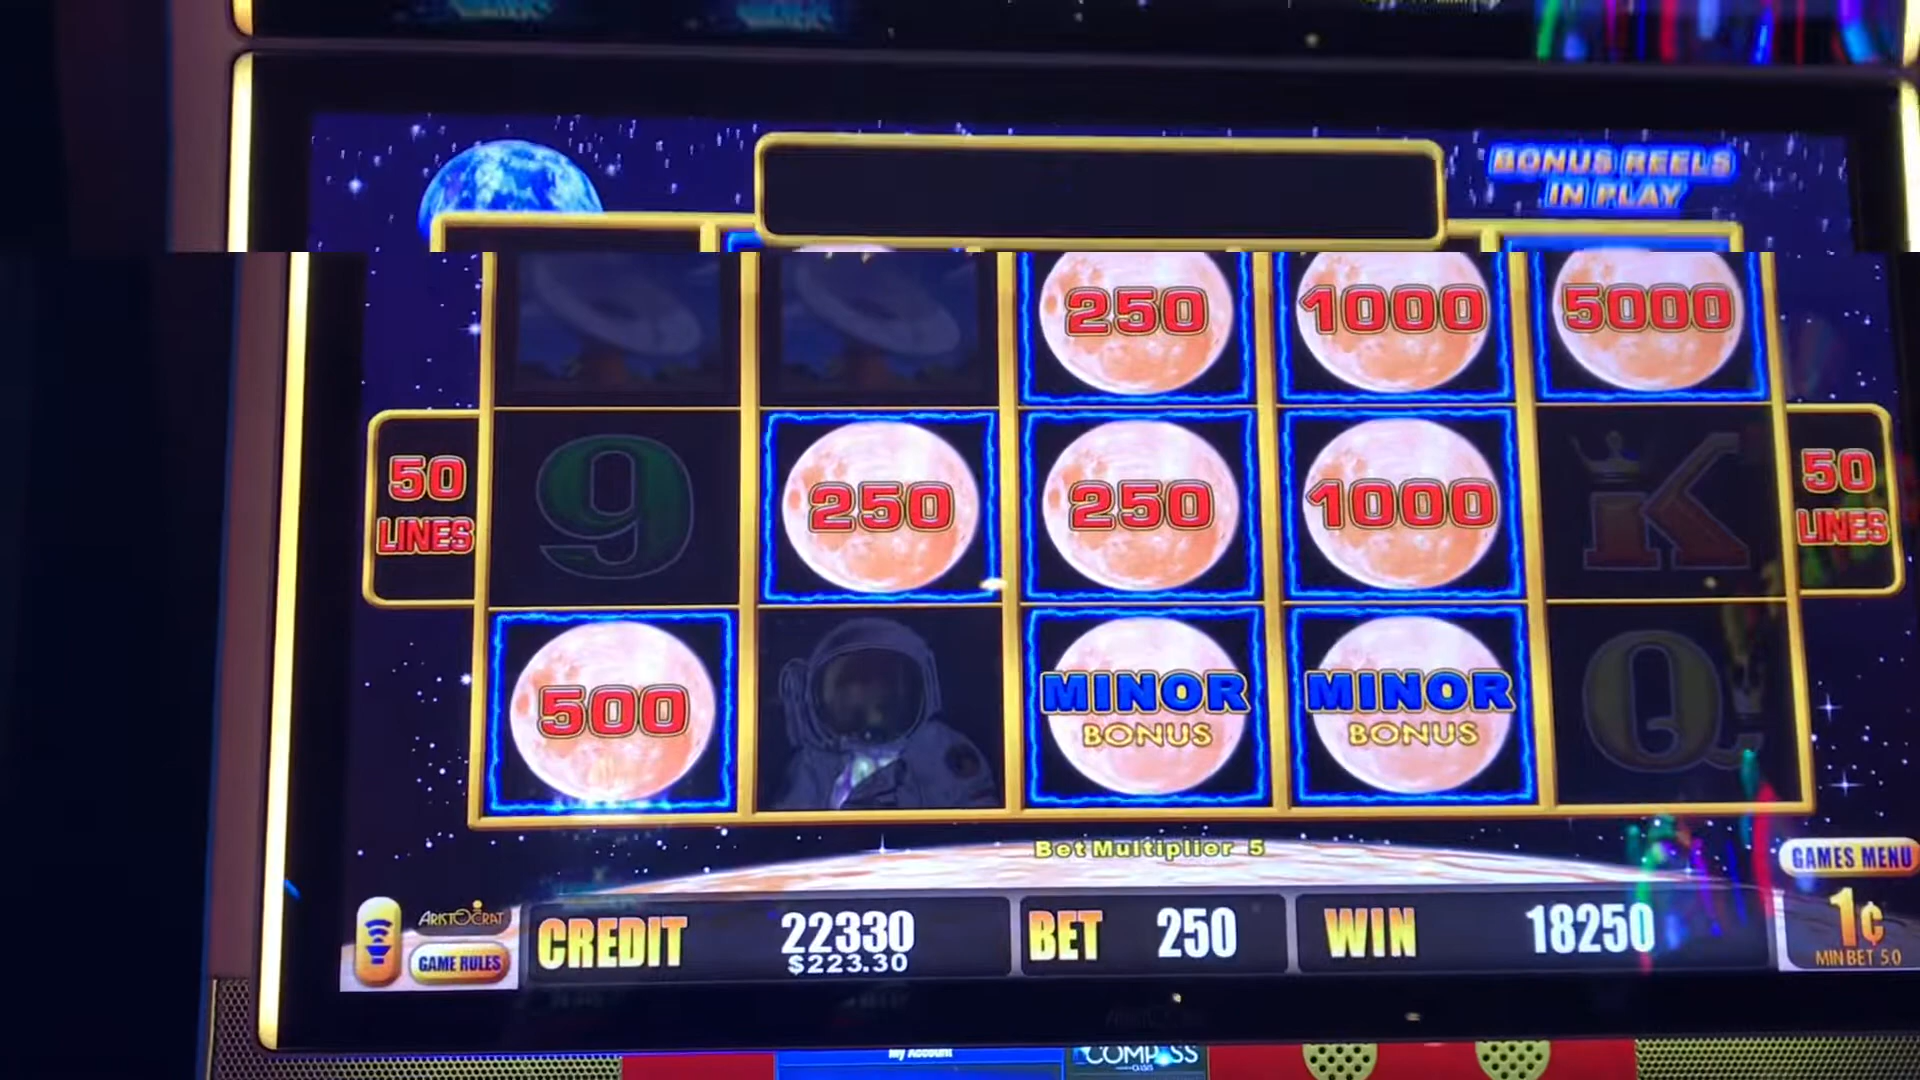 BONUS REELS
IN PLAY
250
1000
5000
50
LINES
9
250
250
1000
K
50
LINES
500
MINOR
BONUS
MINOR
BONUS
Q
Bet Multiplier 5
GAMES MENU
ARISTOCRAT
GAME RULES
CREDIT 22330
$223.30
BET 250
WIN 18250
1¢
MIN BET 50
My Account
COMPASS